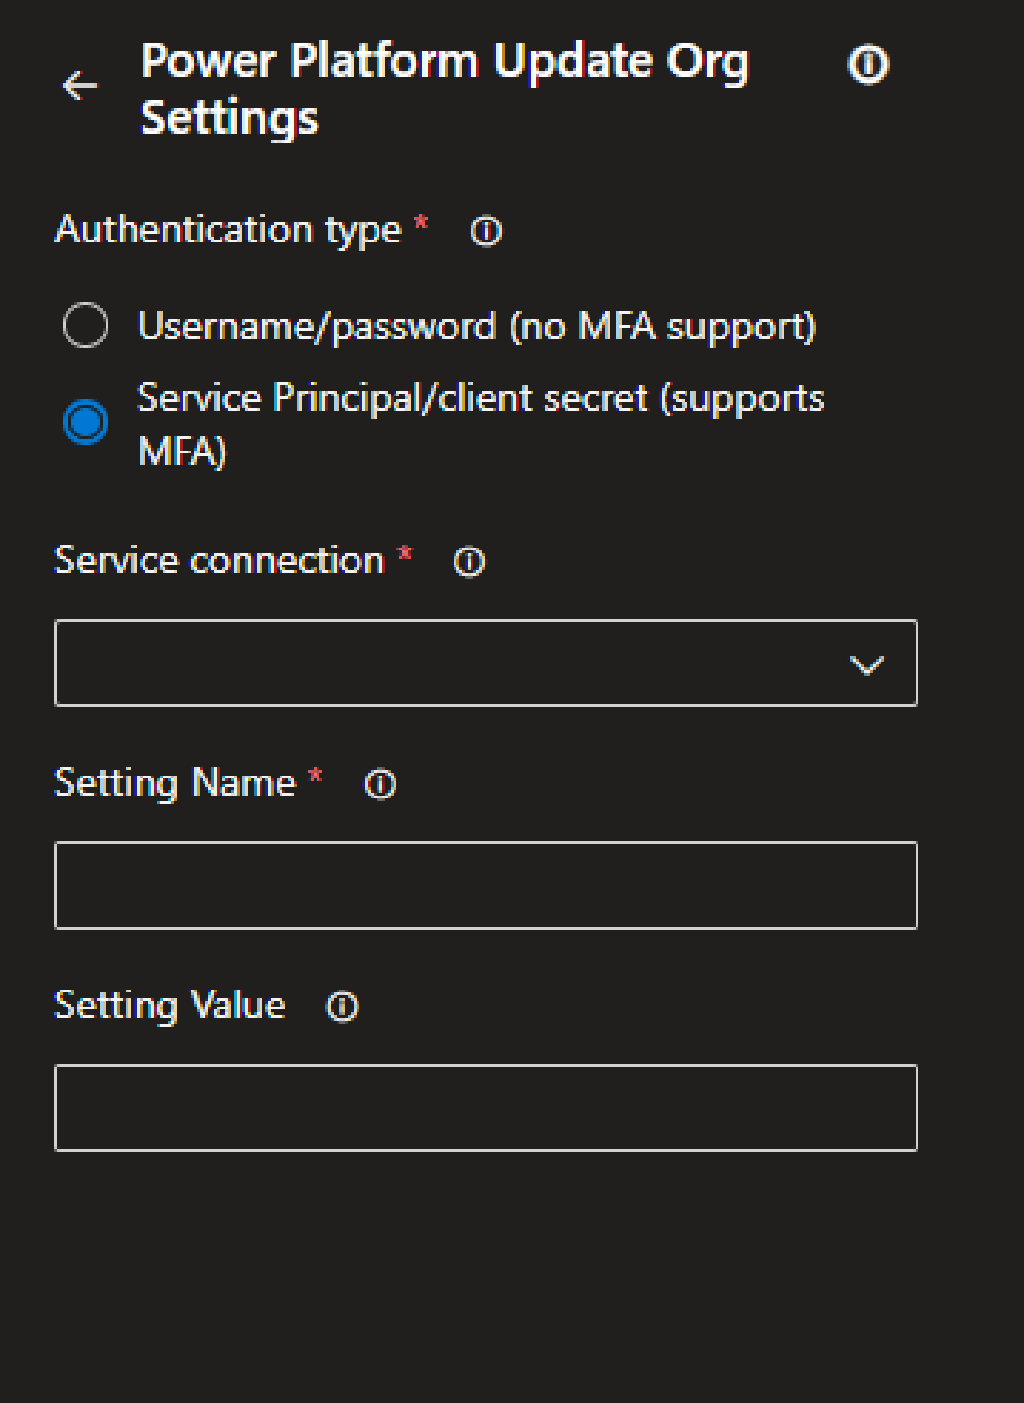 Power Platform Update Org
Settings
Authentication type *
Username/password (no MFA support)
Service Principal/client secret (supports
MFA)
Service connection *
Setting Name *
Setting Value